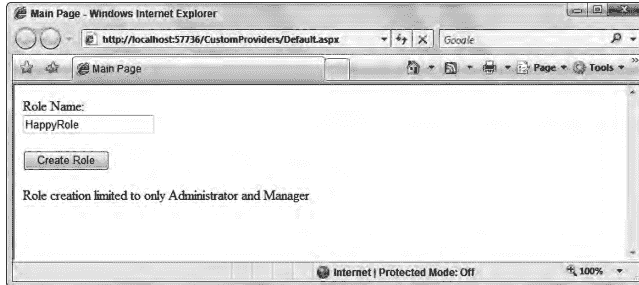 Main Page - Windows Internet Explorer
http://localhost:57736/CustomProviders/Default.aspx
Google
Main Page
Page
Tools
Role Name:
HappyRole
Create Role
Role creation limited to only Administrator and Manager
Internet | Protected Mode: Off
100%